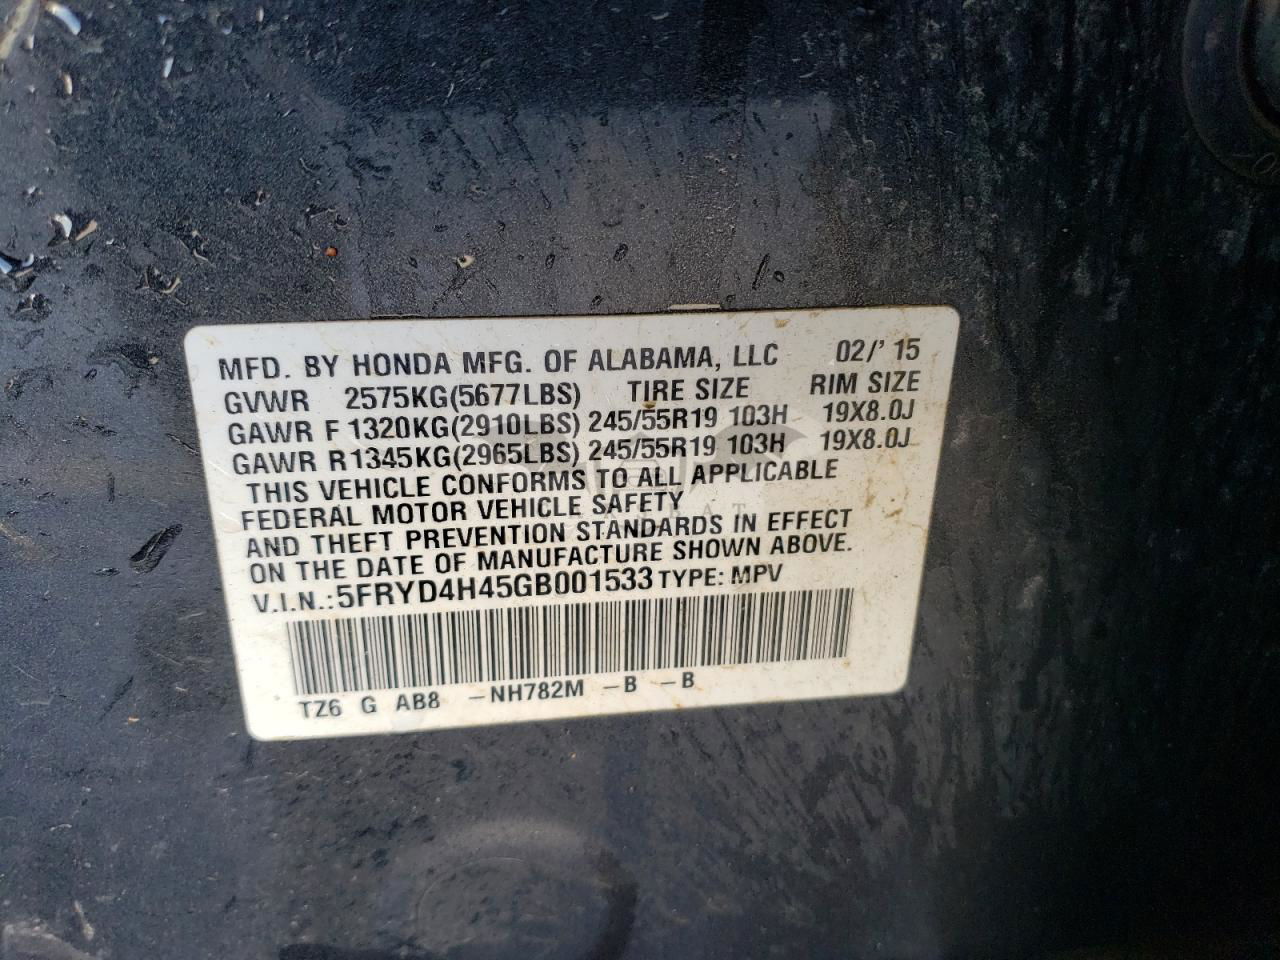 MFD. BY HONDA MFG. OF ALABAMA, LLC 02/'15
GVWR 2575KG(5677LBS) TIRE SIZE RIM SIZE
GAWR F 1320KG(2910LBS) 245/55R19 103H 19X8.0J
GAWR R1345KG(2965LBS) 245/55R19 103H 19X8.0J
THIS VEHICLE CONFORMS TO ALL APPLICABLE
FEDERAL MOTOR VEHICLE SAFETY
AND THEFT PREVENTION STANDARDS IN EFFECT
ON THE DATE OF MANUFACTURE SHOWN ABOVE.
V.I.N.:5FRYD4H45GB001533 TYPE: MPV
TZ6 G AB8 -NH782M -B -B